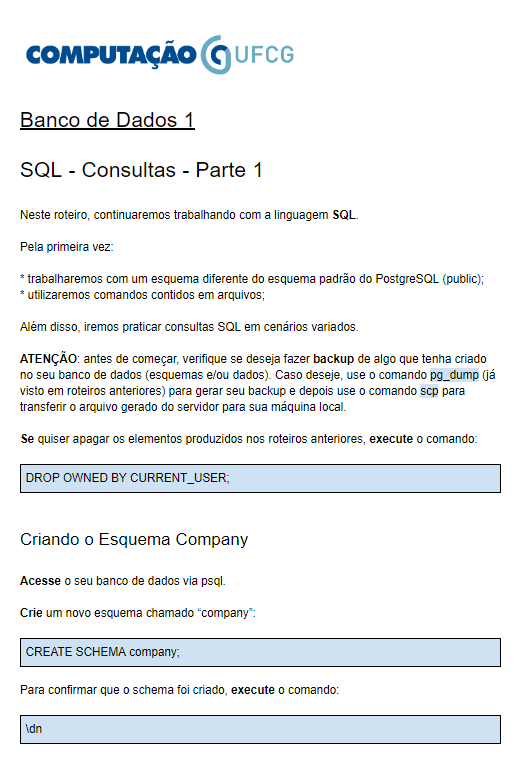 COMPUTAÇÃO UFCG
Banco de Dados 1
SQL - Consultas - Parte 1
Neste roteiro, continuaremos trabalhando com a linguagem SQL.
Pela primeira vez:
* trabalharemos com um esquema diferente do esquema padrão do PostgreSQL (public);
* utilizaremos comandos contidos em arquivos;
Além disso, iremos praticar consultas SQL em cenários variados.
ATENÇÃO: antes de começar, verifique se deseja fazer backup de algo que tenha criado
no seu banco de dados (esquemas e/ou dados). Caso deseje, use o comando pg_dump (já
visto em roteiros anteriores) para gerar seu backup e depois use o comando scp para
transferir o arquivo gerado do servidor para sua máquina local.
Se quiser apagar os elementos produzidos nos roteiros anteriores, execute o comando:
DROP OWNED BY CURRENT_USER;
Criando o Esquema Company
Acesse o seu banco de dados via psql.
Crie um novo esquema chamado “company”:
CREATE SCHEMA company;
Para confirmar que o schema foi criado, execute o comando:
\dn